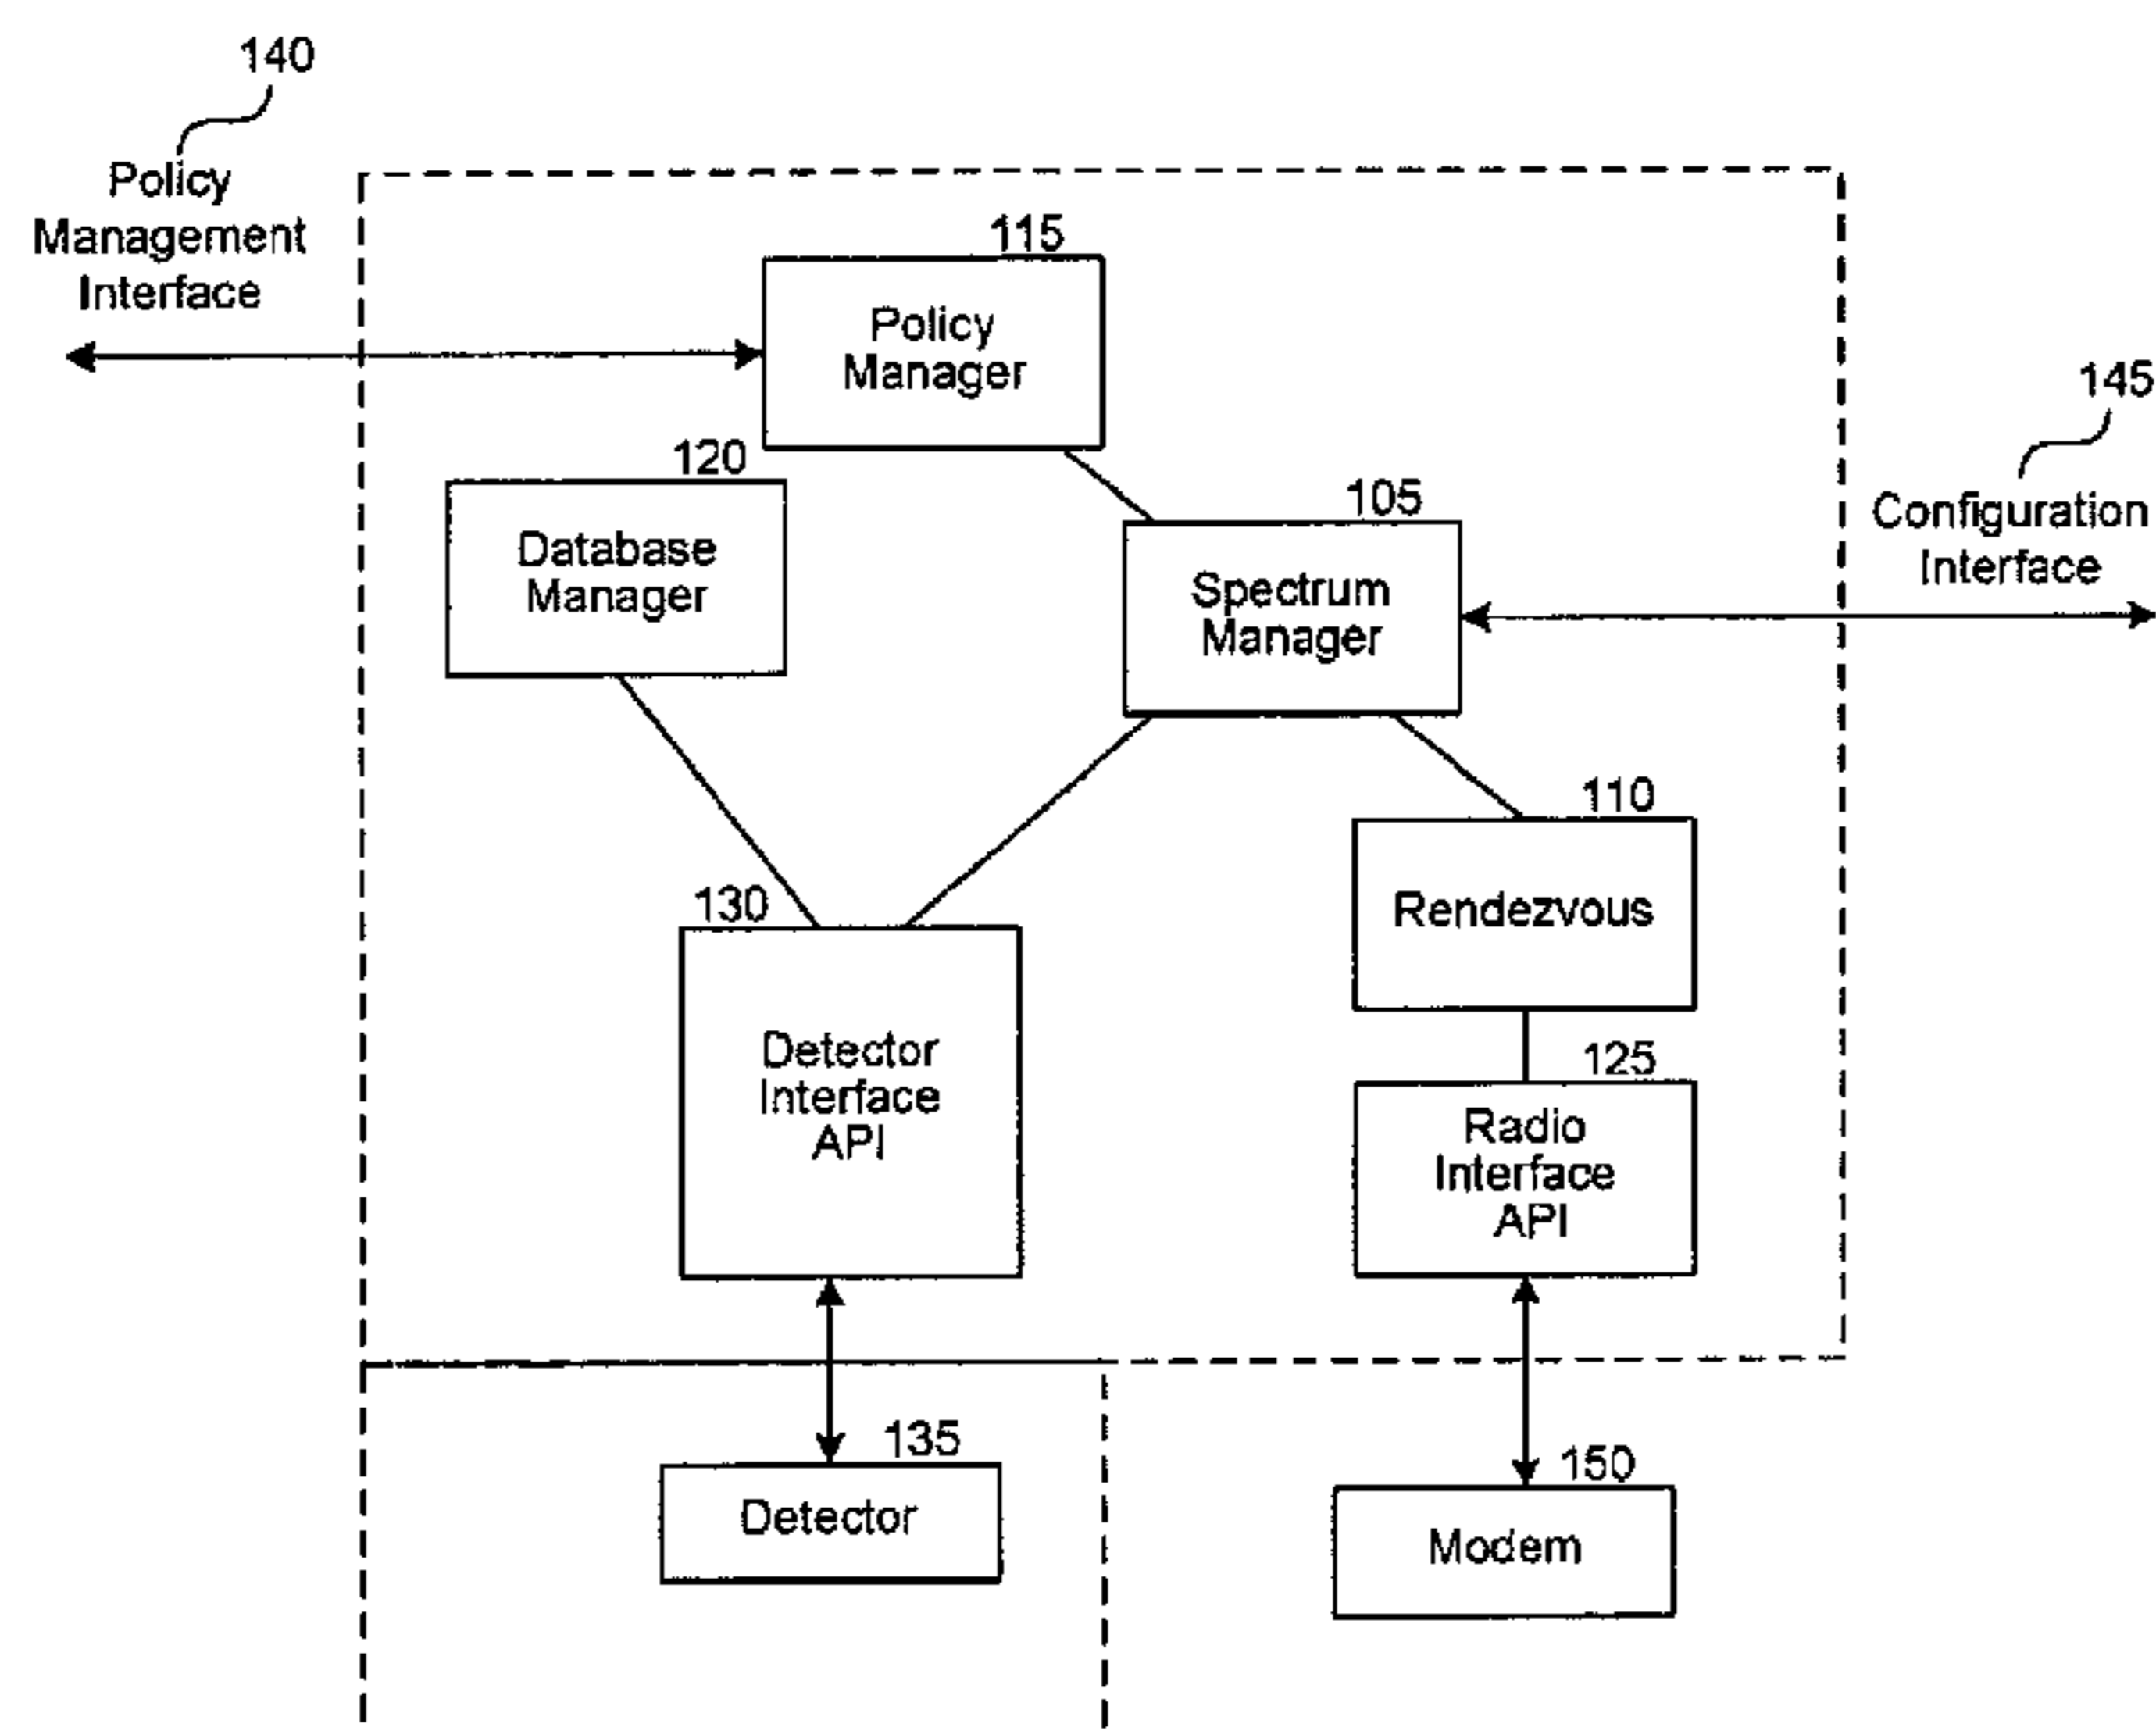 140
Policy
Management
Interface
115
Policy
Manager
145
Configuration
Interface
120
Database
Manager
105
Spectrum
Manager
110
Rendezvous
130
Detector
Interface
API
125
Radio
Interface
API
135
Detector
150
Modem